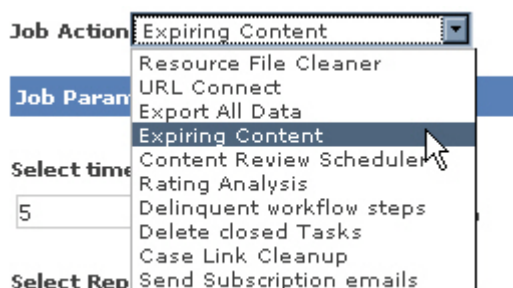 Job Action Expiring Content
Resource File Cleaner
URL Connect
Job Param
Export All Data
Expiring Content
Content Review Scheduler
Select time
Rating Analysis
5
Delinquent workflow steps
Delete closed Tasks
Case Link Cleanup
Select Rep
Send Subscription emails